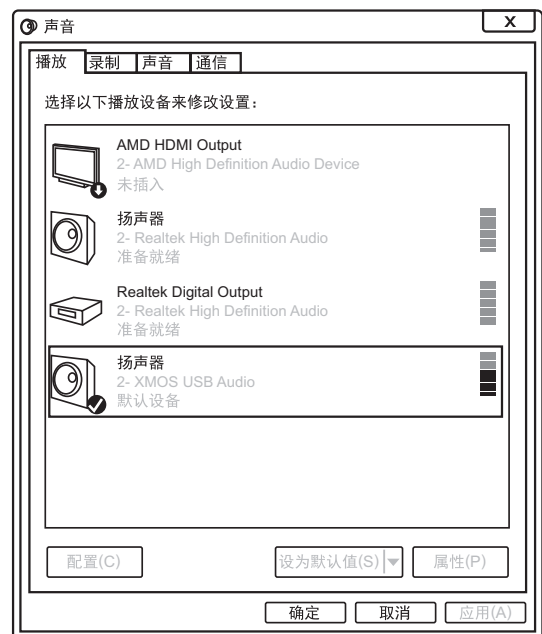 声音
X
播放 录制 声音 通信
选择以下播放设备来修改设置：
AMD HDMI Output
2- AMD High Definition Audio Device
未插入
扬声器
2- Realtek High Definition Audio
准备就绪
Realtek Digital Output
2- Realtek High Definition Audio
准备就绪
扬声器
2- XMOS USB Audio
默认设备
配置(C) 设为默认值(S) 属性(P)
确定 取消 应用(A)